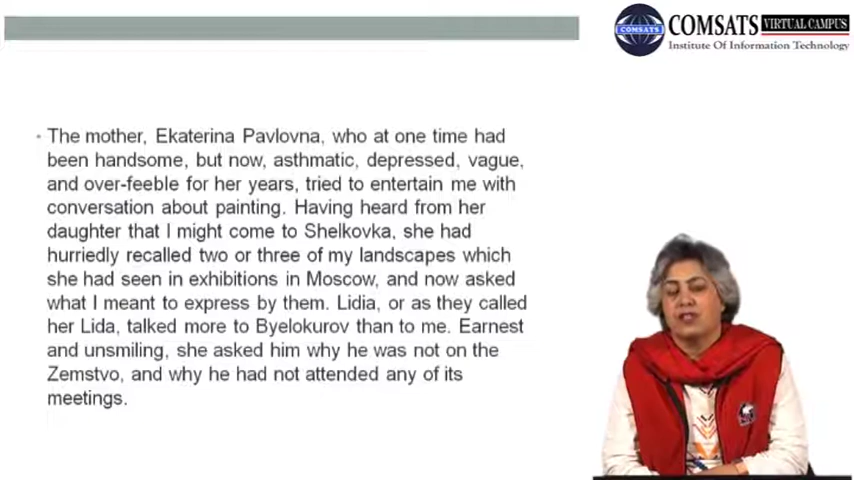 COMSATS VIRTUAL CAMPUS
COMSATS
Institute Of Information Technology
The mother, Ekaterina Pavlovna, who at one time had
been handsome, but now, asthmatic, depressed, vague,
and over-feeble for her years, tried to entertain me with
conversation about painting. Having heard from her
daughter that I might come to Shelkovka, she had
hurriedly recalled two or three of my landscapes which
she had seen in exhibitions in Moscow, and now asked
what I meant to express by them. Lidia, or as they called
her Lida, talked more to Byelokurov than to me. Earnest
and unsmiling, she asked him why he was not on the
Zemstvo, and why he had not attended any of its
meetings.